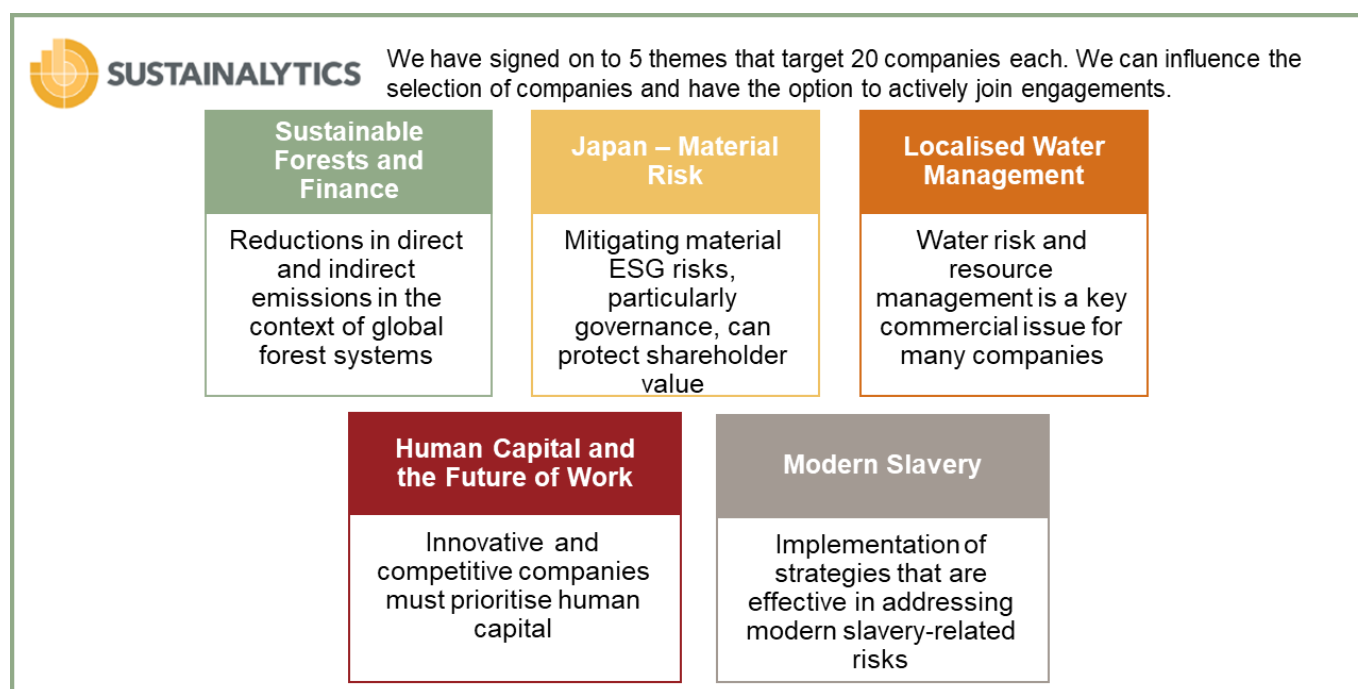 SUSTAINALYTICS
We have signed on to 5 themes that target 20 companies each. We can influence the
selection of companies and have the option to actively join engagements.
Sustainable
Forests and
Finance
Reductions in direct
and indirect
emissions in the
context of global
forest systems
Japan – Material
Risk
Mitigating material
ESG risks,
particularly
governance, can
protect shareholder
value
Localised Water
Management
Water risk and
resource
management is a key
commercial issue for
many companies
Human Capital and
the Future of Work
Innovative and
competitive companies
must prioritise human
capital
Modern Slavery
Implementation of
strategies that are
effective in addressing
modern slavery-related
risks